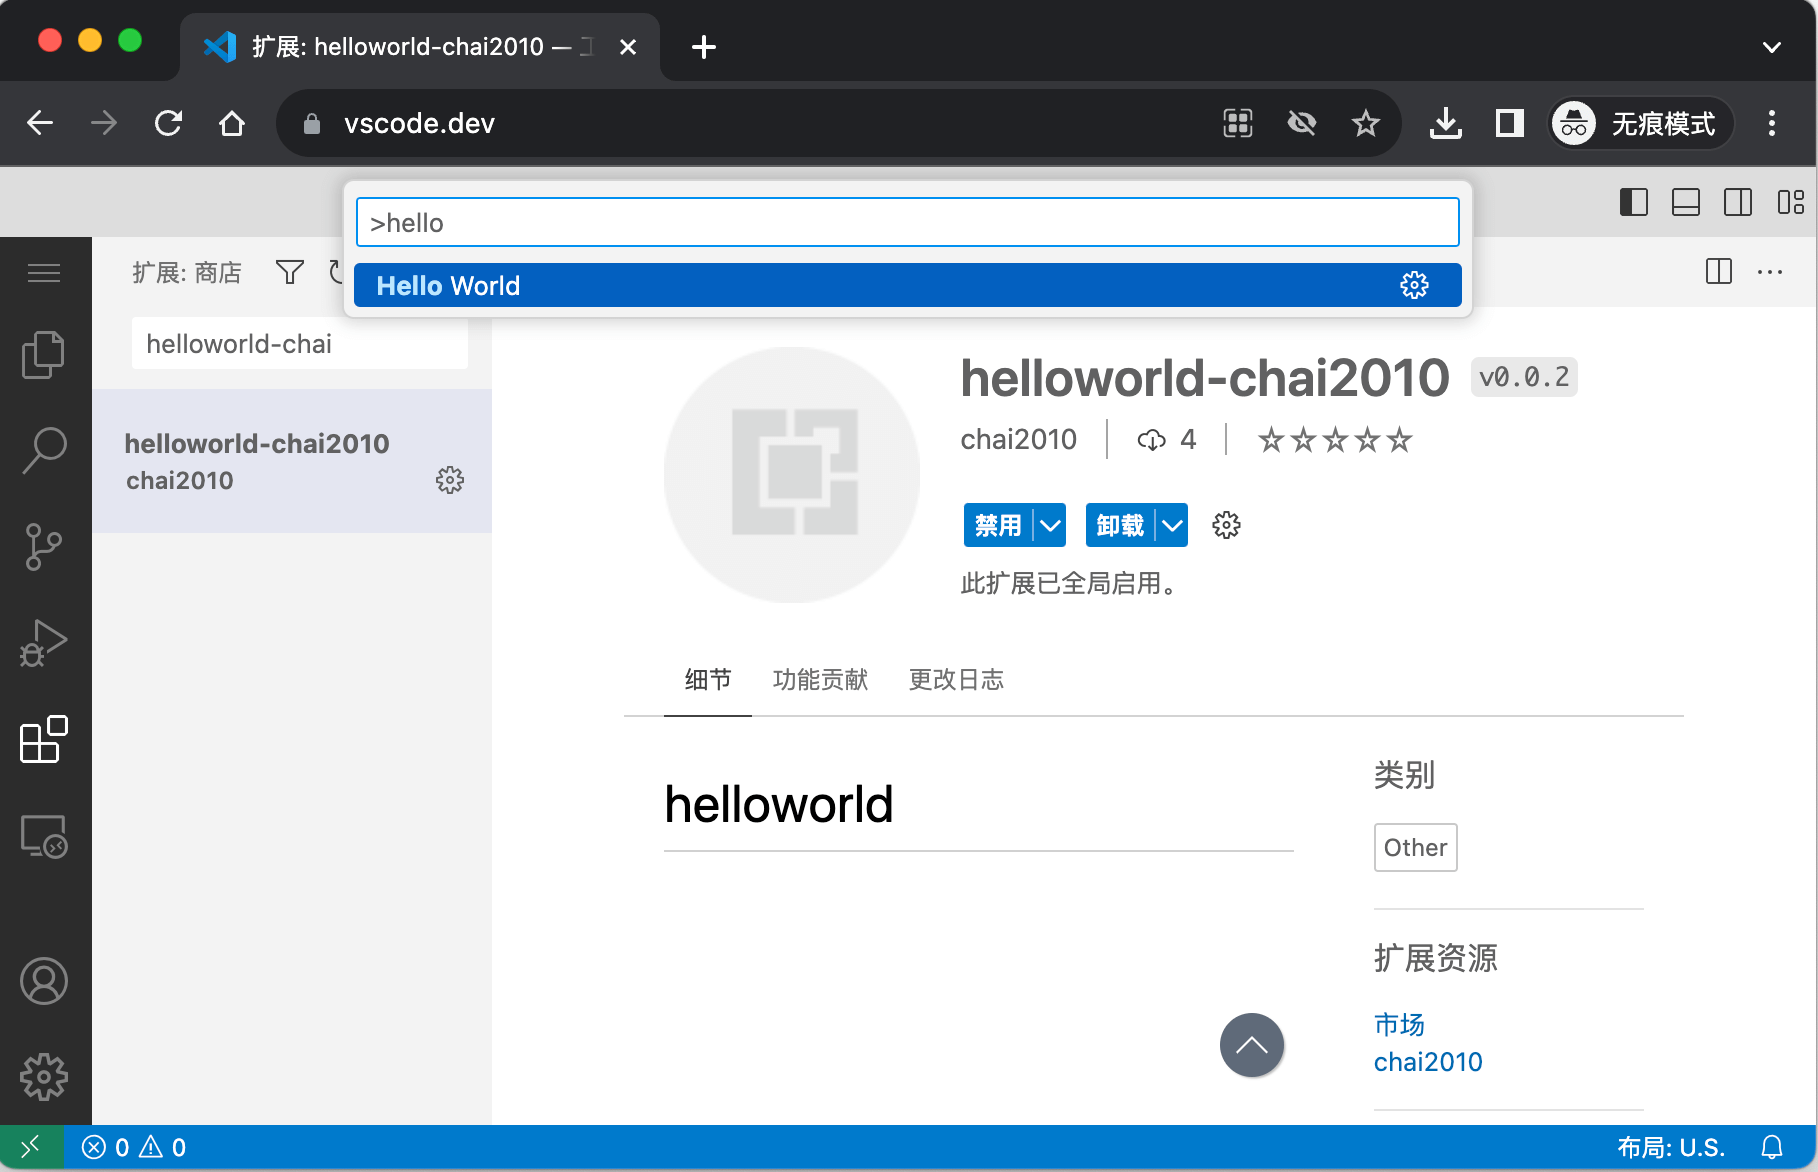 扩展: helloworld-chai2010 —
vscode.dev
无痕模式
>hello
Hello World
扩展: 商店
helloworld-chai
helloworld-chai2010
chai2010
helloworld-chai2010 v0.0.2
chai2010 4
禁用 卸载
此扩展已全局启用。
细节 功能贡献 更改日志
helloworld
类别
Other
扩展资源
市场
chai2010
0 0
布局: U.S.